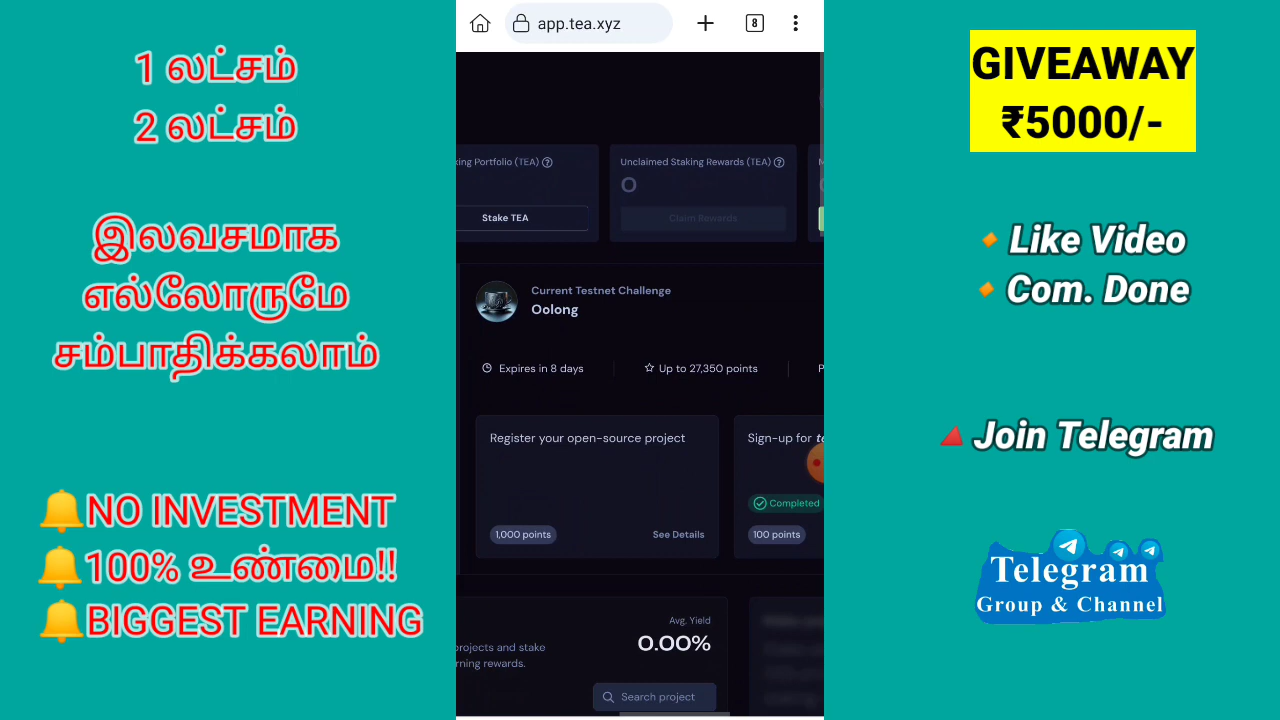 1 லட்சம்
2 லட்சம்
இலவசமாக
எல்லோருமே
சம்பாதிக்கலாம்
🔔NO INVESTMENT
🔔100% உண்மை!!
🔔BIGGEST EARNING
app.tea.xyz
8
king Portfolio (TEA)
Stake TEA
Unclaimed Staking Rewards (TEA)
0
Claim Rewards
Current Testnet Challenge
Oolong
Expires in 8 days
Up to 27,350 points
Register your open-source project
1,000 points
See Details
Sign-up for te
Completed
100 points
Avg. Yield
0.00%
projects and stake
rning rewards.
Search project
GIVEAWAY
₹5000/-
🔸Like Video
🔸Com. Done
🔺Join Telegram
Telegram
Group & Channel